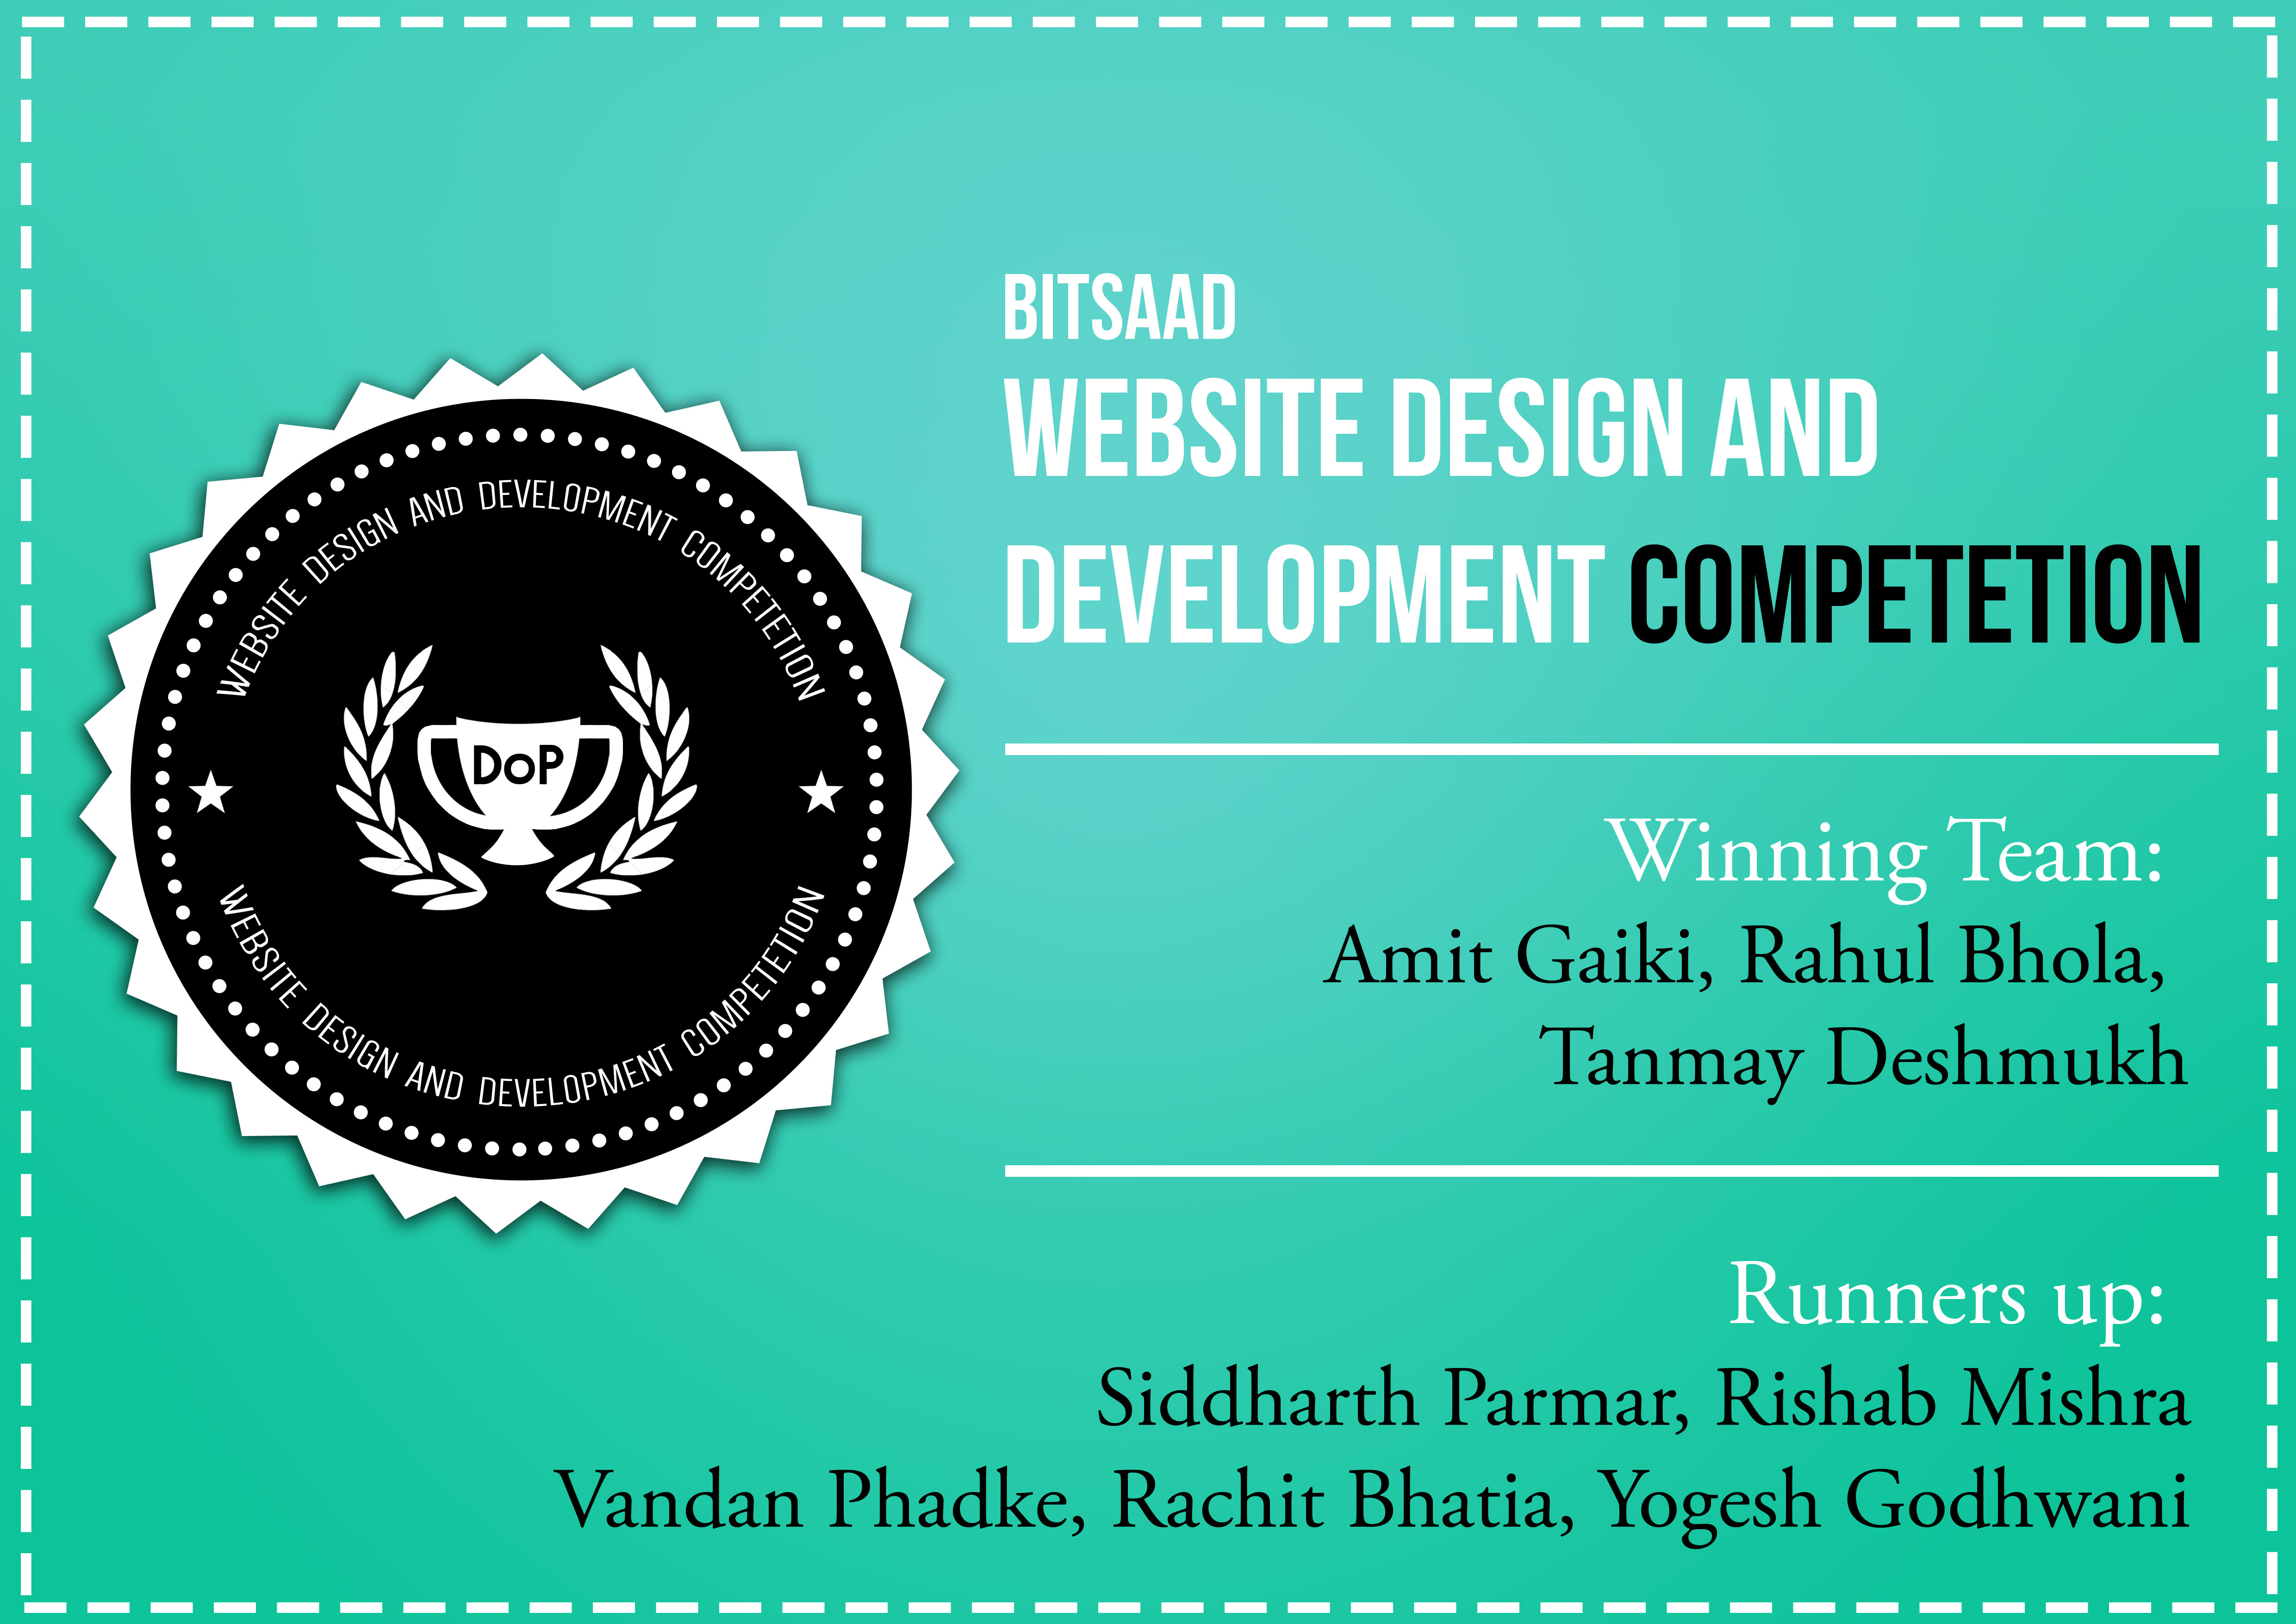 BITSAAD
WEBSITE DESIGN AND
DEVELOPMENT COMPETETION
WEBSITE DESIGN AND DEVELOPMENT COMPETETION
DoP
WEBSITE DESIGN AND DEVELOPMENT COMPETETION
Winning Team:
Amit Gaiki, Rahul Bhola,
Tanmay Deshmukh
Runners up:
Siddharth Parmar, Rishab Mishra
Vandan Phadke, Rachit Bhatia, Yogesh Godhwani